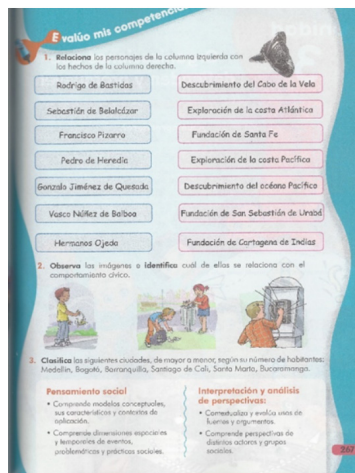 Evalúo mis competencias
1. Relaciona los personajes de la columna izquierda con
los hechos de la columna derecha.
Rodrigo de Bastidas
Descubrimiento del Cabo de la Vela
Sebastián de Belalcázar
Exploración de la costa Atlántica
Francisco Pizarro
Fundación de Santa Fe
Pedro de Heredia
Exploración de la costa Pacífica
Gonzalo Jiménez de Quesada
Descubrimiento del océano Pacífico
Vasco Núñez de Balboa
Fundación de San Sebastián de Urabá
Hermanos Ojeda
Fundación de Cartagena de Indias
2. Observa las imágenes e identifica cuál de ellas se relaciona con el
comportamiento cívico.
3. Clasifica las siguientes ciudades, de mayor a menor, según su número de habitantes:
Medellín, Bogotá, Barranquilla, Santiago de Cali, Santa Marta, Bucaramanga.
Pensamiento social
• Comprende modelos conceptuales,
sus características y contextos de
aplicación.
• Comprende dimensiones espaciales
y temporales de eventos,
problemáticas y prácticas sociales.
Interpretación y análisis
de perspectivas:
• Contextualiza y evalúa usos de
fuentes y argumentos.
• Comprende perspectivas de
distintos actores y grupos
sociales.